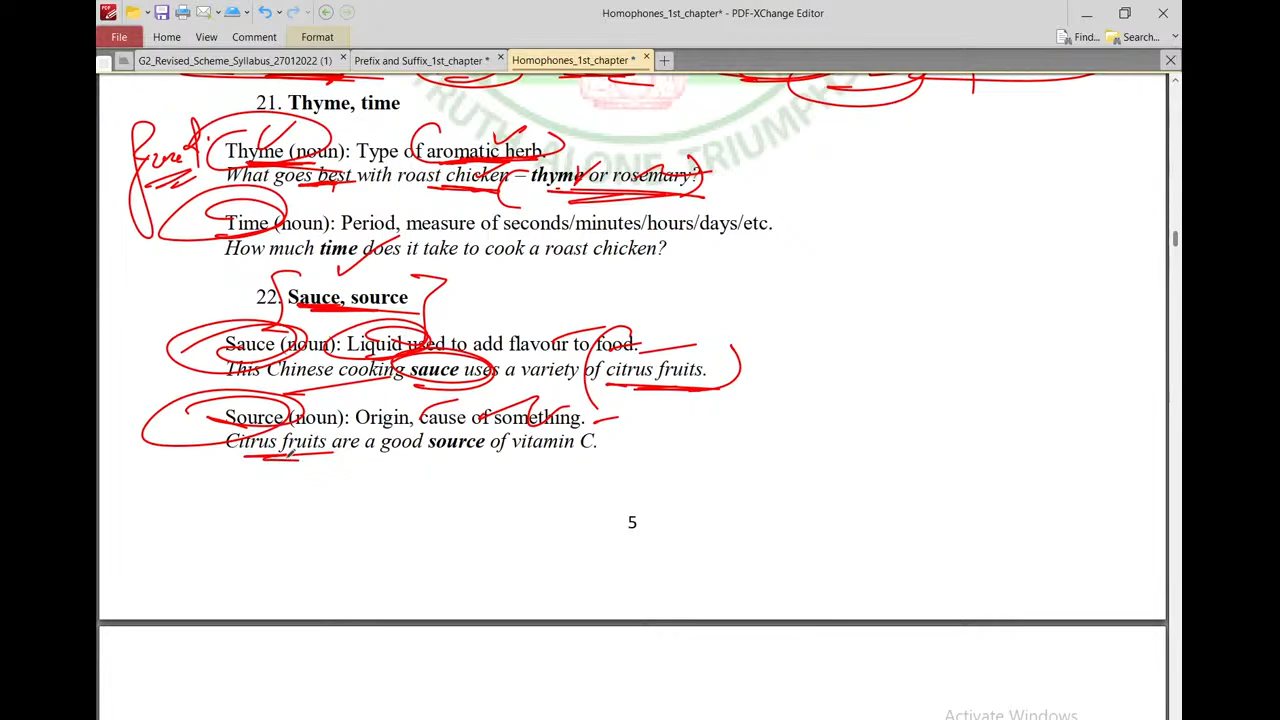 Homophones_1st_chapter* - PDF-XChange Editor
File Home View Comment Format Find... Search...
G2_Revised_Scheme_Syllabus_27012022 (1) Prefix and Suffix_1st_chapter * Homophones_1st_chapter *
TRUTH ALONE TRIUMPH
21. Thyme, time
Thyme (noun): Type of aromatic herb.
What goes best with roast chicken – thyme or rosemary?
Time (noun): Period, measure of seconds/minutes/hours/days/etc.
How much time does it take to cook a roast chicken?
22. Sauce, source
Sauce (noun): Liquid used to add flavour to food.
This Chinese cooking sauce uses a variety of citrus fruits.
Source (noun): Origin, cause of something.
Citrus fruits are a good source of vitamin C.
5
Activate Windows